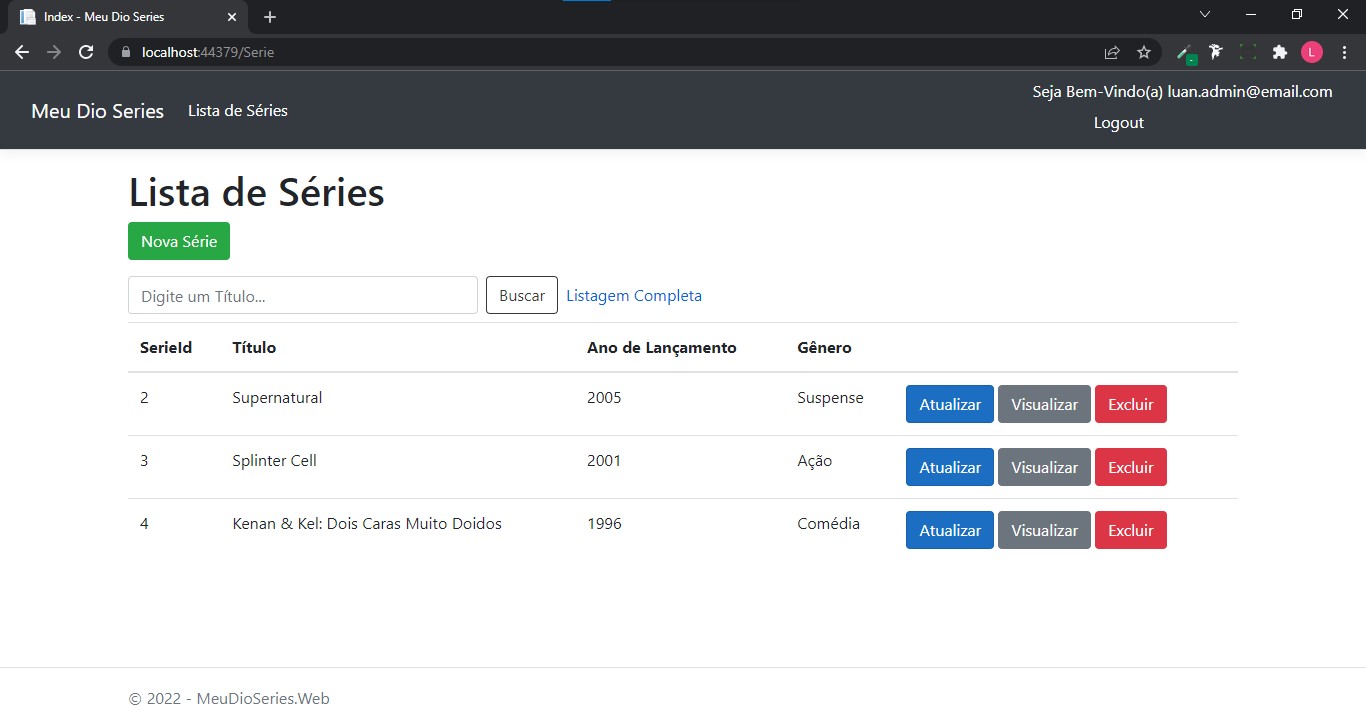 Index - Meu Dio Series
localhost:44379/Serie
L
Meu Dio Series Lista de Séries
Seja Bem-Vindo(a) luan.admin@email.com
Logout
Lista de Séries
Nova Série
Digite um Título... Buscar Listagem Completa
SerieId Título Ano de Lançamento Gênero
2 Supernatural 2005 Suspense Atualizar Visualizar Excluir
3 Splinter Cell 2001 Ação Atualizar Visualizar Excluir
4 Kenan & Kel: Dois Caras Muito Doidos 1996 Comédia Atualizar Visualizar Excluir
© 2022 - MeuDioSeries.Web